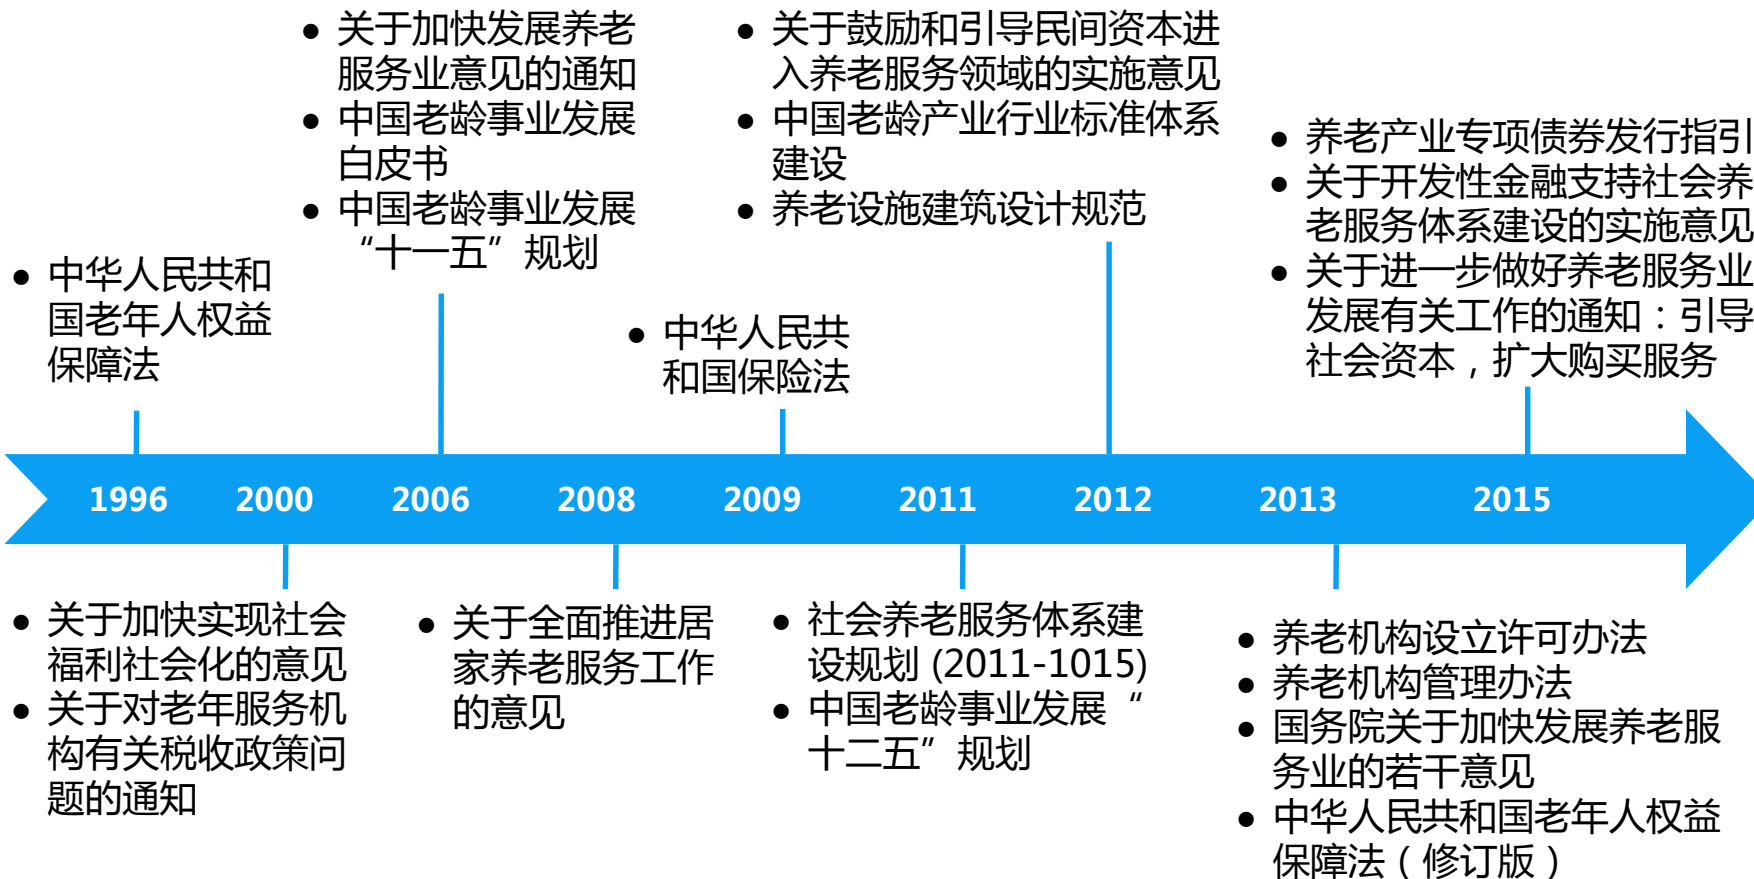 ● 关于加快发展养老
服务业意见的通知
● 中国老龄事业发展
白皮书
● 中国老龄事业发展
“十一五”规划
● 关于鼓励和引导民间资本进
入养老服务领域的实施意见
● 中国老龄产业行业标准体系
建设
● 养老设施建筑设计规范
● 养老产业专项债券发行指引
● 关于开发性金融支持社会养
老服务体系建设的实施意见
● 关于进一步做好养老服务业
发展有关工作的通知：引导
社会资本，扩大购买服务
● 中华人民共和
国老年人权益
保障法
● 中华人民共
和国保险法
1996 2000 2006 2008 2009 2011 2012 2013 2015
● 关于加快实现社会
福利社会化的意见
● 关于对老年服务机
构有关税收政策问
题的通知
● 关于全面推进居
家养老服务工作
的意见
● 社会养老服务体系建
设规划 (2011-1015)
● 中国老龄事业发展“
十二五”规划
● 养老机构设立许可办法
● 养老机构管理办法
● 国务院关于加快发展养老服
务业的若干意见
● 中华人民共和国老年人权益
保障法（修订版）